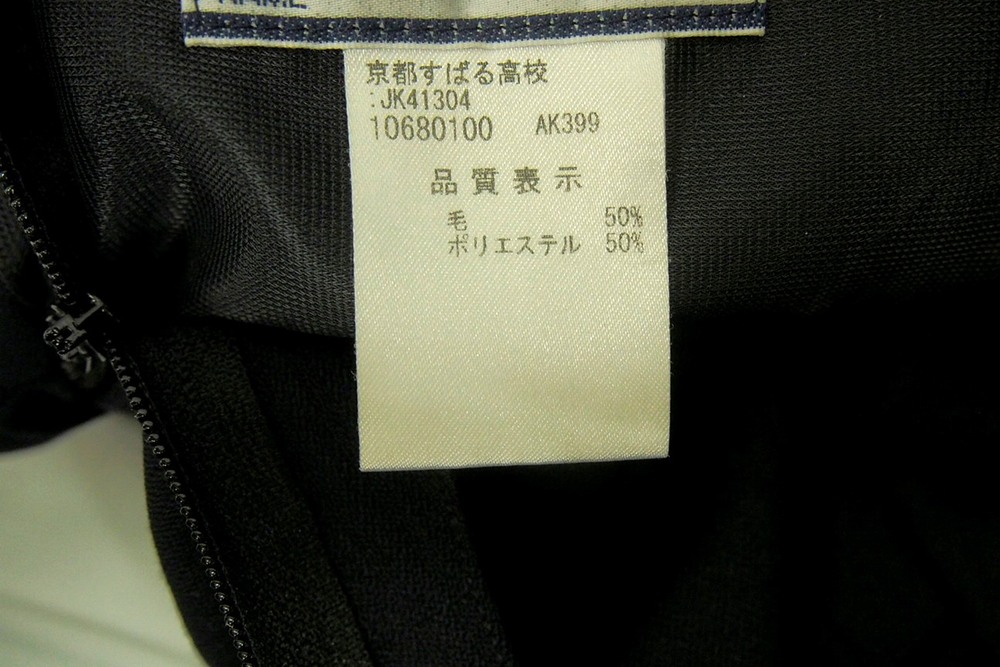 京都すばる高校
:JK41304
10680100 AK399
品質表示
毛 50%
ポリエステル 50%